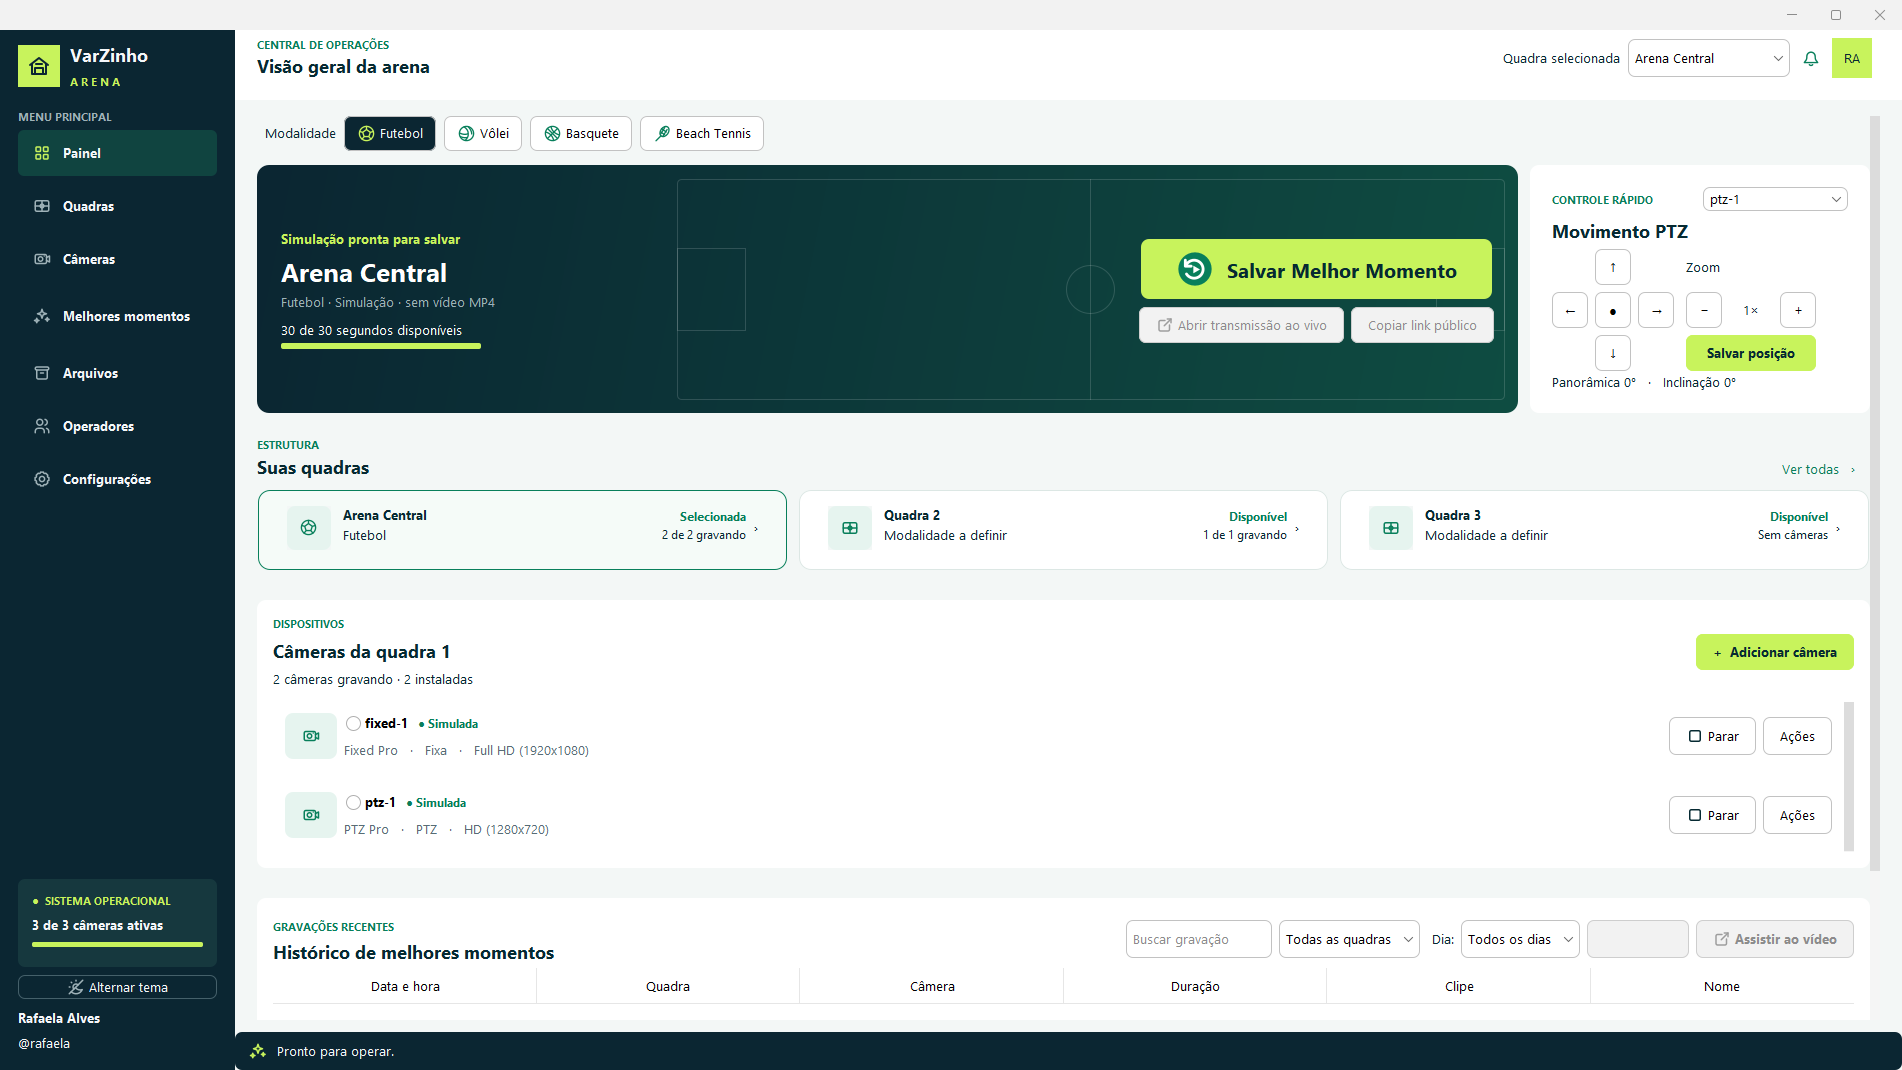 VarZinho
ARENA
MENU PRINCIPAL
Painel
Quadras
Câmeras
Melhores momentos
Arquivos
Operadores
Configurações
SISTEMA OPERACIONAL
3 de 3 câmeras ativas
Alternar tema
Rafaela Alves
@rafaela
CENTRAL DE OPERAÇÕES
Visão geral da arena
Quadra selecionada Arena Central RA
Modalidade Futebol Vôlei Basquete Beach Tennis
Simulação pronta para salvar
Arena Central
Futebol · Simulação · sem vídeo MP4
30 de 30 segundos disponíveis
Salvar Melhor Momento
Abrir transmissão ao vivo Copiar link público
CONTROLE RÁPIDO ptz-1
Movimento PTZ
↑ Zoom
← ● → − 1× +
↓ Salvar posição
Panorâmica 0° · Inclinação 0°
ESTRUTURA
Suas quadras
Ver todas ›
Arena Central
Futebol
Selecionada
2 de 2 gravando ›
Quadra 2
Modalidade a definir
Disponível
1 de 1 gravando ›
Quadra 3
Modalidade a definir
Disponível
Sem câmeras ›
DISPOSITIVOS
Câmeras da quadra 1
2 câmeras gravando · 2 instaladas
+ Adicionar câmera
fixed-1 ● Simulada
Fixed Pro · Fixa · Full HD (1920x1080)
Parar Ações
ptz-1 ● Simulada
PTZ Pro · PTZ · HD (1280x720)
Parar Ações
GRAVAÇÕES RECENTES
Histórico de melhores momentos
Buscar gravação Todas as quadras Dia: Todos os dias Assistir ao vídeo
Data e hora Quadra Câmera Duração Clipe Nome
Pronto para operar.